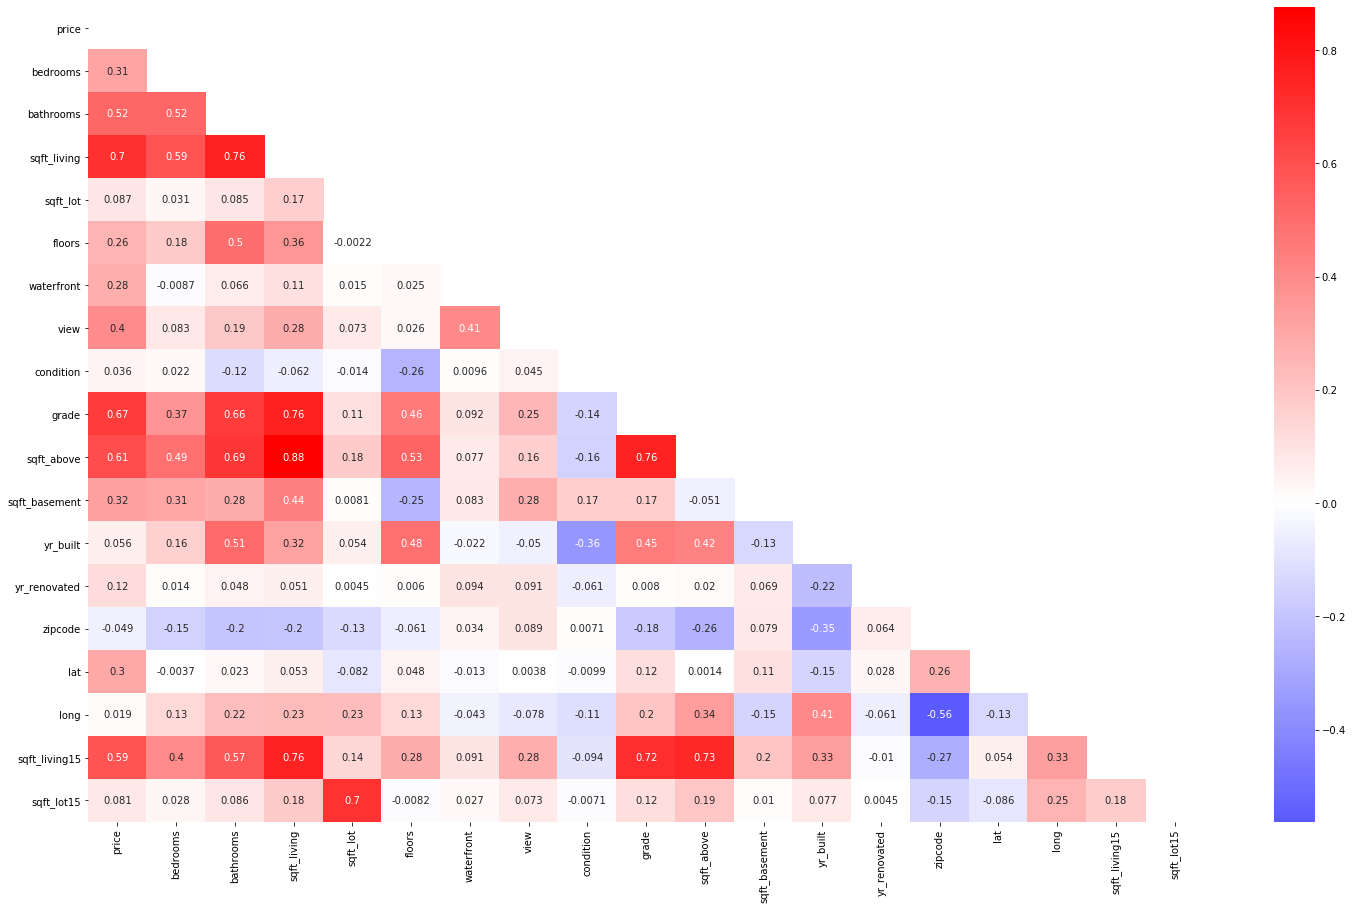 price
bedrooms 0.31
bathrooms 0.52 0.52
sqft_living 0.7 0.59 0.76
sqft_lot 0.087 0.031 0.085 0.17
floors 0.26 0.18 0.5 0.36 -0.0022
waterfront 0.28 -0.0087 0.066 0.11 0.015 0.025
view 0.4 0.083 0.19 0.28 0.073 0.026 0.41
condition 0.036 0.022 -0.12 -0.062 -0.014 -0.26 0.0096 0.045
grade 0.67 0.37 0.66 0.76 0.11 0.46 0.092 0.25 -0.14
sqft_above 0.61 0.49 0.69 0.88 0.18 0.53 0.077 0.16 -0.16 0.76
sqft_basement 0.32 0.31 0.28 0.44 0.0081 -0.25 0.083 0.28 0.17 0.17 -0.051
yr_built 0.056 0.16 0.51 0.32 0.054 0.48 -0.022 -0.05 -0.36 0.45 0.42 -0.13
yr_renovated 0.12 0.014 0.048 0.051 0.0045 0.006 0.094 0.091 -0.061 0.008 0.02 0.069 -0.22
zipcode -0.049 -0.15 -0.2 -0.2 -0.13 -0.061 0.034 0.089 0.0071 -0.18 -0.26 0.079 -0.35 0.064
lat 0.3 -0.0037 0.023 0.053 -0.082 0.048 -0.013 0.0038 -0.0099 0.12 0.0014 0.11 -0.15 0.028 0.26
long 0.019 0.13 0.22 0.23 0.23 0.13 -0.043 -0.078 -0.11 0.2 0.34 -0.15 0.41 -0.061 -0.56 -0.13
sqft_living15 0.59 0.4 0.57 0.76 0.14 0.28 0.091 0.28 -0.094 0.72 0.73 0.2 0.33 -0.01 -0.27 0.054 0.33
sqft_lot15 0.081 0.028 0.086 0.18 0.7 -0.0082 0.027 0.073 -0.0071 0.12 0.19 0.01 0.077 0.0045 -0.15 -0.086 0.25 0.18
price
bedrooms
bathrooms
sqft_living
sqft_lot
floors
waterfront
view
condition
grade
sqft_above
sqft_basement
yr_built
yr_renovated
zipcode
lat
long
sqft_living15
sqft_lot15
0.8
0.6
0.4
0.2
0.0
−0.2
−0.4